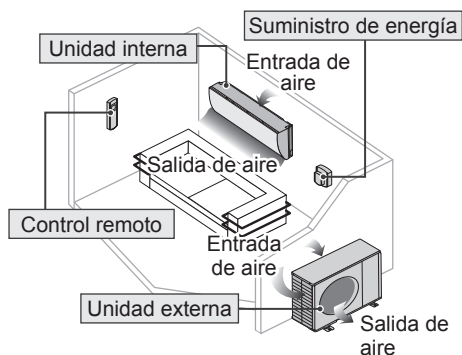 Suministro de energía
Unidad interna
Entrada de
aire
Salida de aire
Control remoto
Entrada
de aire
Unidad externa
Salida de
aire